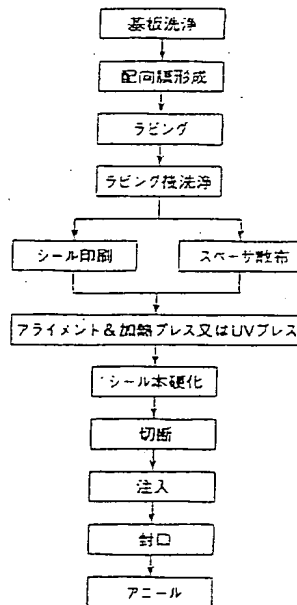 基板洗浄
配向膜形成
ラビング
ラビング後洗浄
シール印刷
スペーサ散布
アライメント＆加熱プレス又はUVプレス
シール本硬化
切断
注入
封口
アニール